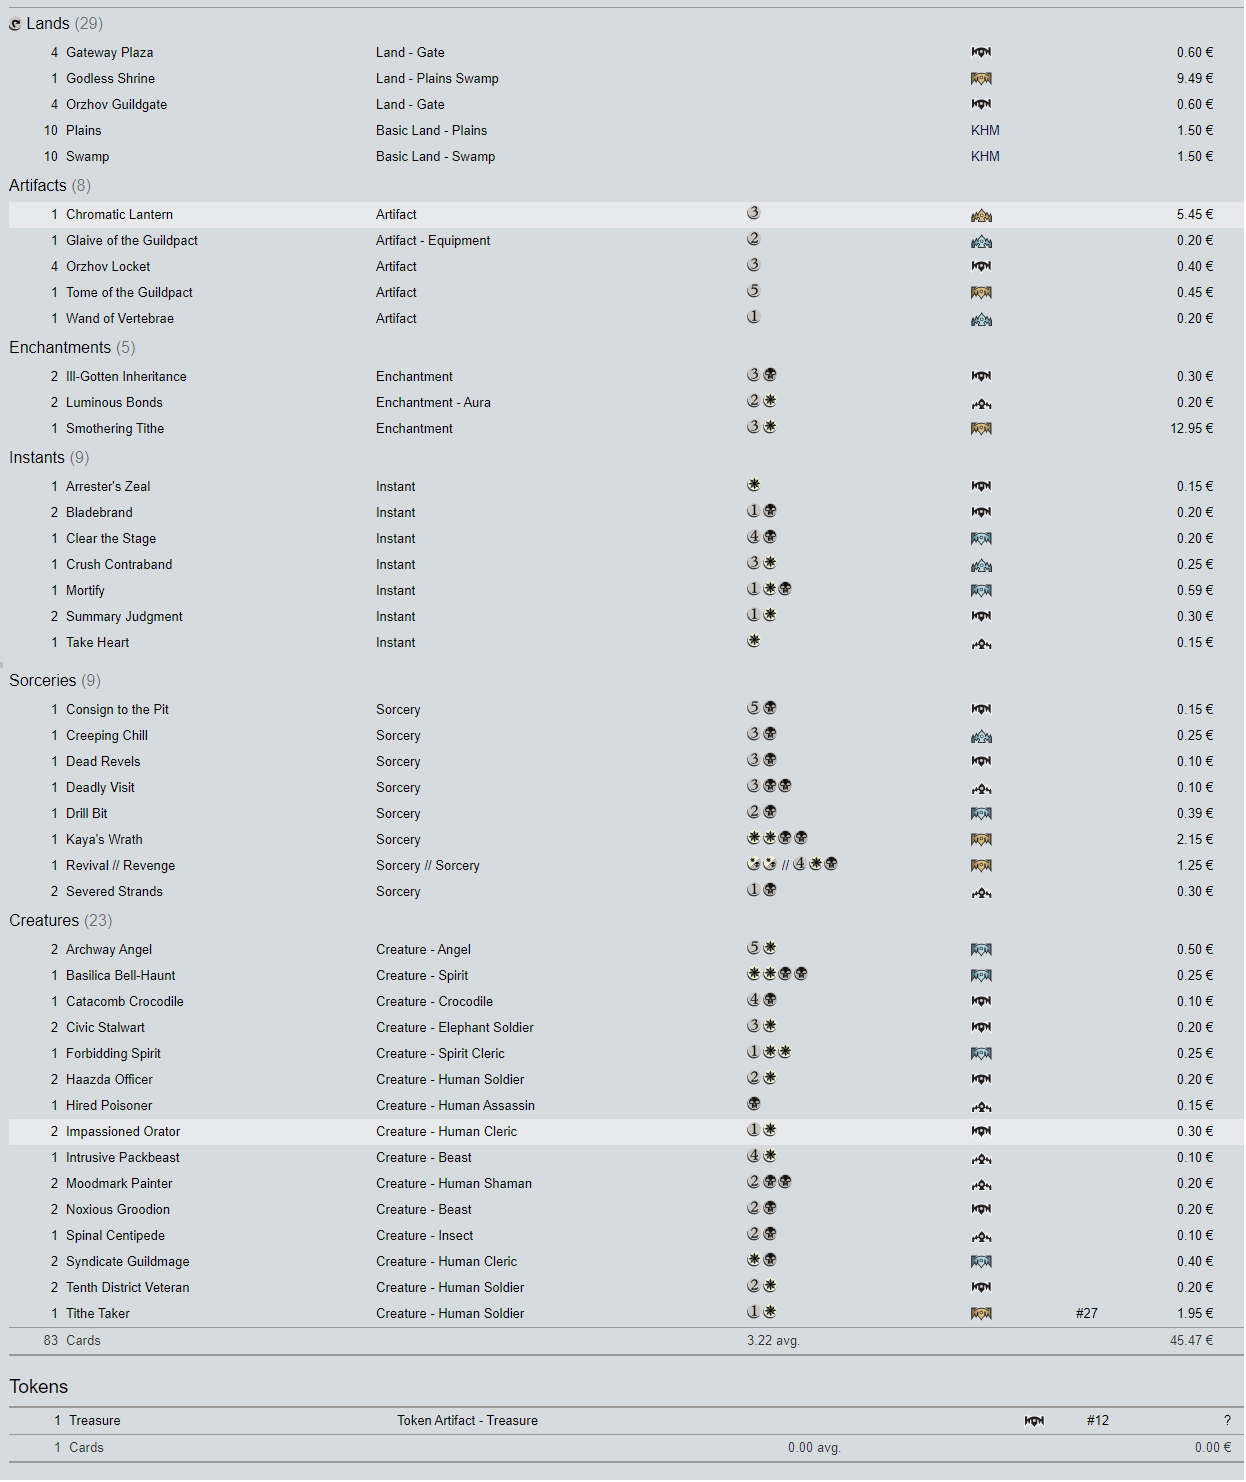 Lands (29)
4 Gateway Plaza Land - Gate 0.60 €
1 Godless Shrine Land - Plains Swamp 9.49 €
4 Orzhov Guildgate Land - Gate 0.60 €
10 Plains Basic Land - Plains KHM 1.50 €
10 Swamp Basic Land - Swamp KHM 1.50 €
Artifacts (8)
1 Chromatic Lantern Artifact 3 5.45 €
1 Glaive of the Guildpact Artifact - Equipment 2 0.20 €
4 Orzhov Locket Artifact 3 0.40 €
1 Tome of the Guildpact Artifact 5 0.45 €
1 Wand of Vertebrae Artifact 1 0.20 €
Enchantments (5)
2 Ill-Gotten Inheritance Enchantment 3 0.30 €
2 Luminous Bonds Enchantment - Aura 2 0.20 €
1 Smothering Tithe Enchantment 3 12.95 €
Instants (9)
1 Arrester's Zeal Instant 0.15 €
2 Bladebrand Instant 1 0.20 €
1 Clear the Stage Instant 4 0.20 €
1 Crush Contraband Instant 3 0.25 €
1 Mortify Instant 1 0.59 €
2 Summary Judgment Instant 1 0.30 €
1 Take Heart Instant 0.15 €
Sorceries (9)
1 Consign to the Pit Sorcery 5 0.15 €
1 Creeping Chill Sorcery 3 0.25 €
1 Dead Revels Sorcery 3 0.10 €
1 Deadly Visit Sorcery 3 0.10 €
1 Drill Bit Sorcery 2 0.39 €
1 Kaya's Wrath Sorcery 2.15 €
1 Revival // Revenge Sorcery // Sorcery // 4 1.25 €
2 Severed Strands Sorcery 1 0.30 €
Creatures (23)
2 Archway Angel Creature - Angel 5 0.50 €
1 Basilica Bell-Haunt Creature - Spirit 0.25 €
1 Catacomb Crocodile Creature - Crocodile 4 0.10 €
2 Civic Stalwart Creature - Elephant Soldier 3 0.20 €
1 Forbidding Spirit Creature - Spirit Cleric 1 0.25 €
2 Haazda Officer Creature - Human Soldier 2 0.20 €
1 Hired Poisoner Creature - Human Assassin 0.15 €
2 Impassioned Orator Creature - Human Cleric 1 0.30 €
1 Intrusive Packbeast Creature - Beast 4 0.10 €
2 Moodmark Painter Creature - Human Shaman 2 0.20 €
2 Noxious Groodion Creature - Beast 2 0.20 €
1 Spinal Centipede Creature - Insect 2 0.10 €
2 Syndicate Guildmage Creature - Human Cleric 0.40 €
2 Tenth District Veteran Creature - Human Soldier 2 0.20 €
1 Tithe Taker Creature - Human Soldier 1 #27 1.95 €
83 Cards 3.22 avg. 45.47 €
Tokens
1 Treasure Token Artifact - Treasure #12 ?
1 Cards 0.00 avg. 0.00 €